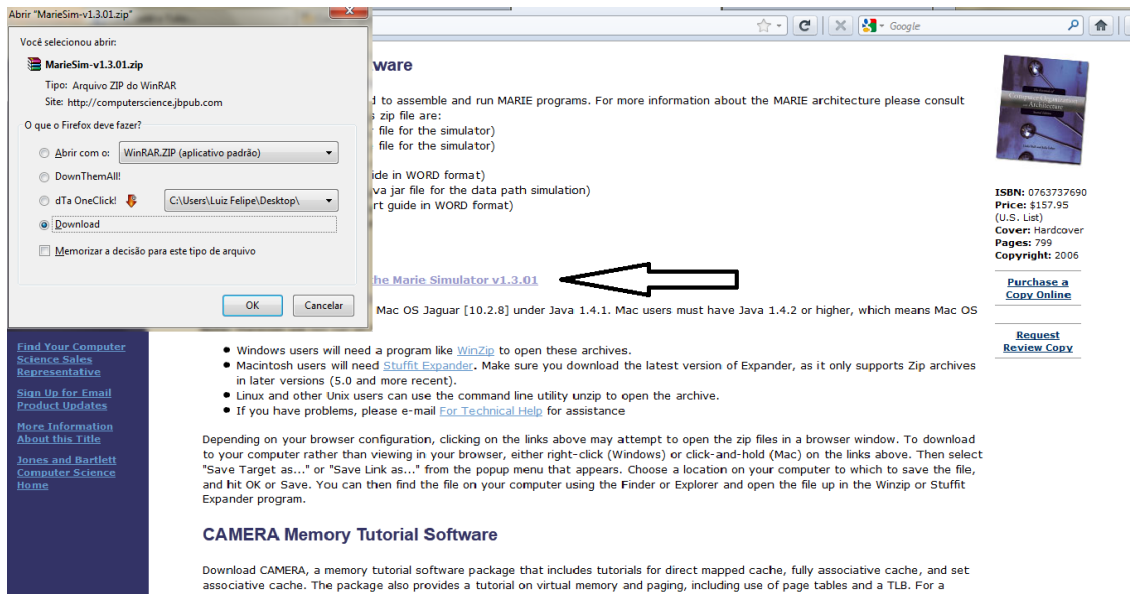 Abrir "MarieSim-v1.3.01.zip"
Você selecionou abrir:
MarieSim-v1.3.01.zip
Tipo: Arquivo ZIP do WinRAR
Site: http://computerscience.jbpub.com
O que o Firefox deve fazer?
Abrir com o: WinRAR.ZIP (aplicativo padrão)
DownThemAll!
dTa OneClick! C:\Users\Luiz Felipe\Desktop\
Download
Memorizar a decisão para este tipo de arquivo
OK Cancelar
Google
ware
d to assemble and run MARIE programs. For more information about the MARIE architecture please consult
s zip file are:
file for the simulator)
file for the simulator)
ide in WORD format)
va jar file for the data path simulation)
rt guide in WORD format)
he Marie Simulator v1.3.01
Mac OS Jaguar [10.2.8] under Java 1.4.1. Mac users must have Java 1.4.2 or higher, which means Mac OS
Windows users will need a program like WinZip to open these archives.
Macintosh users will need Stuffit Expander. Make sure you download the latest version of Expander, as it only supports Zip archives
in later versions (5.0 and more recent).
Linux and other Unix users can use the command line utility unzip to open the archive.
If you have problems, please e-mail For Technical Help for assistance
Depending on your browser configuration, clicking on the links above may attempt to open the zip files in a browser window. To download
to your computer rather than viewing in your browser, either right-click (Windows) or click-and-hold (Mac) on the links above. Then select
"Save Target as..." or "Save Link as..." from the popup menu that appears. Choose a location on your computer to which to save the file,
and hit OK or Save. You can then find the file on your computer using the Finder or Explorer and open the file up in the Winzip or Stuffit
Expander program.
CAMERA Memory Tutorial Software
Download CAMERA, a memory tutorial software package that includes tutorials for direct mapped cache, fully associative cache, and set
associative cache. The package also provides a tutorial on virtual memory and paging, including use of page tables and a TLB. For a
Find Your Computer
Science Sales
Representative
Sign Up for Email
Product Updates
More Information
About this Title
Jones and Bartlett
Computer Science
Home
Computer Organization
Architecture
ISBN: 0763737690
Price: $157.95
(U.S. List)
Cover: Hardcover
Pages: 799
Copyright: 2006
Purchase a
Copy Online
Request
Review Copy